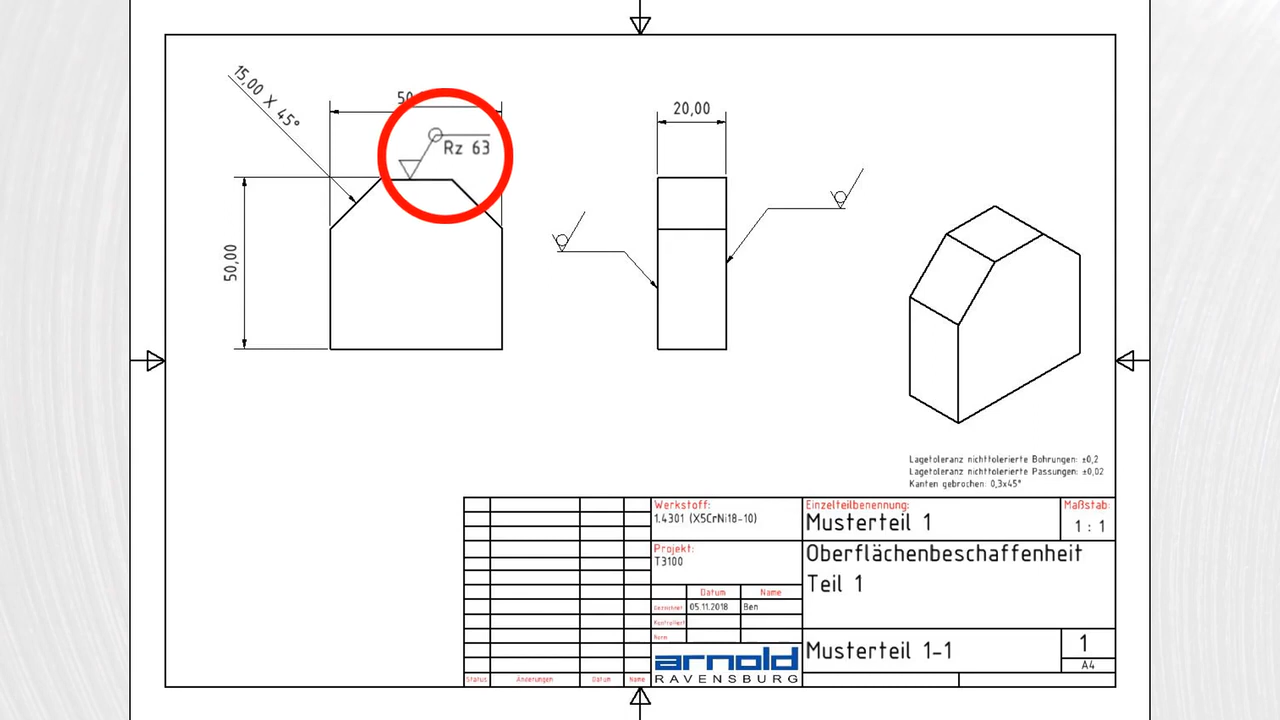 15,00 X 45°
50
Rz 63
50,00
20,00
Lagetoleranz nichttolerierte Bohrungen: ±0,2
Lagetoleranz nichttolerierte Passungen: ±0,02
Kanten gebrochen: 0,3x45°
Werkstoff:
1.4301 (X5CrNi18-10)
Einzelteilbenennung:
Musterteil 1
Maßstab:
1 : 1
Projekt:
T3100
Oberflächenbeschaffenheit
Teil 1
Datum Name
Gezeichnet 05.11.2018 Ben
Kontrolliert
Norm
Musterteil 1-1
1
A4
arnold
RAVENSBURG
Status Änderungen Datum Name